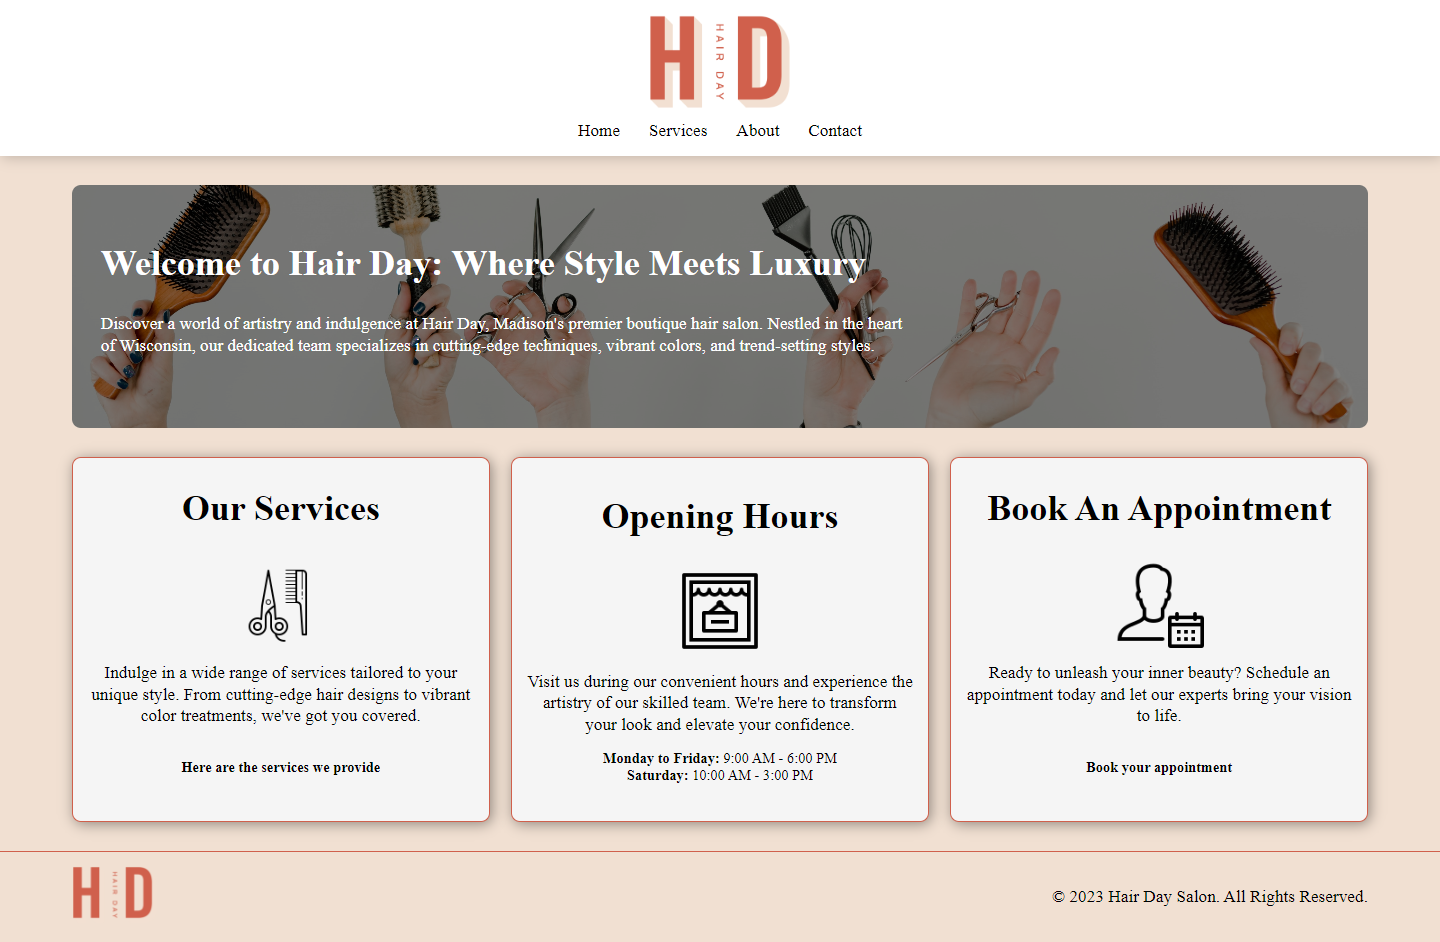 HD
HAIR DAY
Home Services About Contact
Welcome to Hair Day: Where Style Meets Luxury
Discover a world of artistry and indulgence at Hair Day, Madison's premier boutique hair salon. Nestled in the heart
of Wisconsin, our dedicated team specializes in cutting-edge techniques, vibrant colors, and trend-setting styles.
Our Services
Indulge in a wide range of services tailored to your
unique style. From cutting-edge hair designs to vibrant
color treatments, we've got you covered.
Here are the services we provide
Opening Hours
Visit us during our convenient hours and experience the
artistry of our skilled team. We're here to transform
your look and elevate your confidence.
Monday to Friday: 9:00 AM - 6:00 PM
Saturday: 10:00 AM - 3:00 PM
Book An Appointment
Ready to unleash your inner beauty? Schedule an
appointment today and let our experts bring your vision
to life.
Book your appointment
HD
HAIR DAY
© 2023 Hair Day Salon. All Rights Reserved.